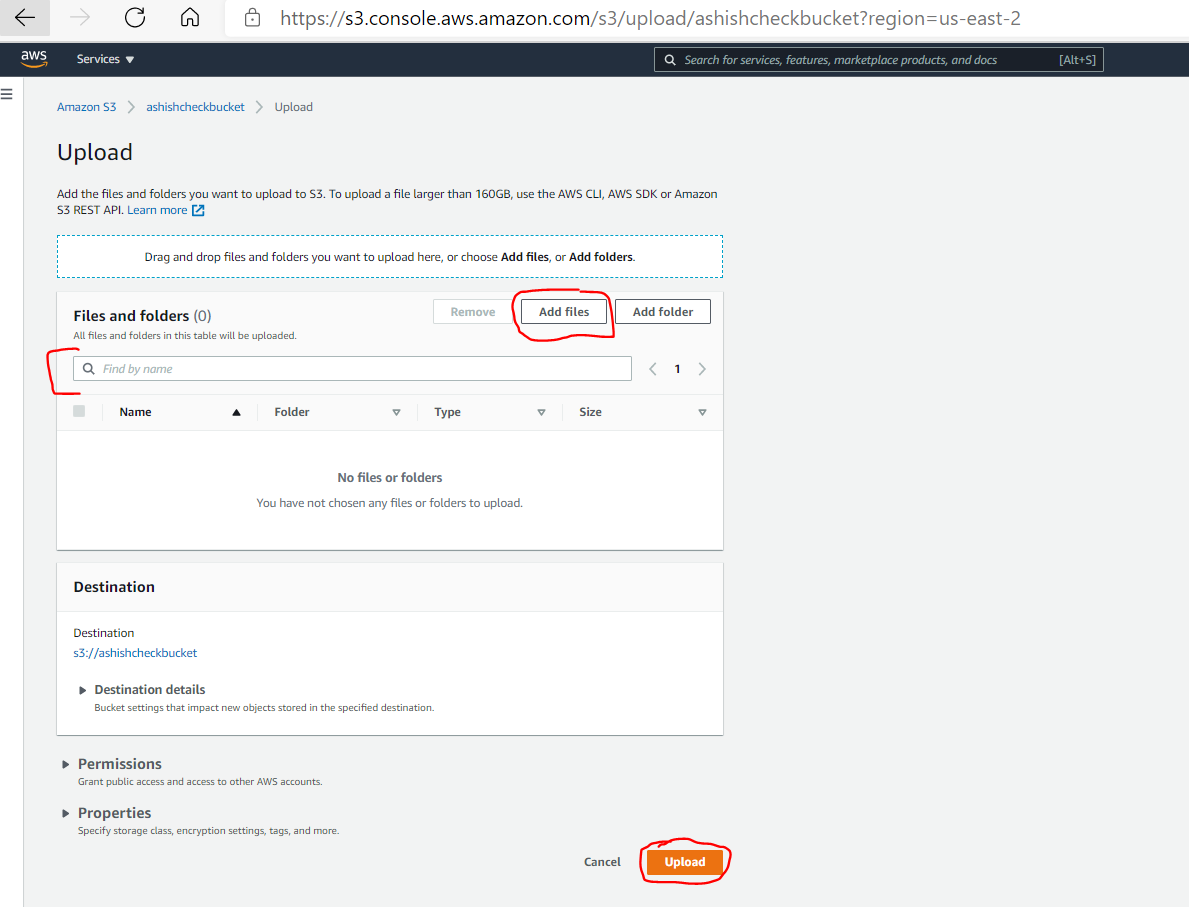 https://s3.console.aws.amazon.com/s3/upload/ashishcheckbucket?region=us-east-2
aws Services Search for services, features, marketplace products, and docs [Alt+S]
Amazon S3 ashishcheckbucket Upload
Upload
Add the files and folders you want to upload to S3. To upload a file larger than 160GB, use the AWS CLI, AWS SDK or Amazon
S3 REST API. Learn more
Drag and drop files and folders you want to upload here, or choose Add files, or Add folders.
Files and folders (0) Remove Add files Add folder
All files and folders in this table will be uploaded.
Find by name 1
Name Folder Type Size
No files or folders
You have not chosen any files or folders to upload.
Destination
Destination
s3://ashishcheckbucket
Destination details
Bucket settings that impact new objects stored in the specified destination.
Permissions
Grant public access and access to other AWS accounts.
Properties
Specify storage class, encryption settings, tags, and more.
Cancel Upload